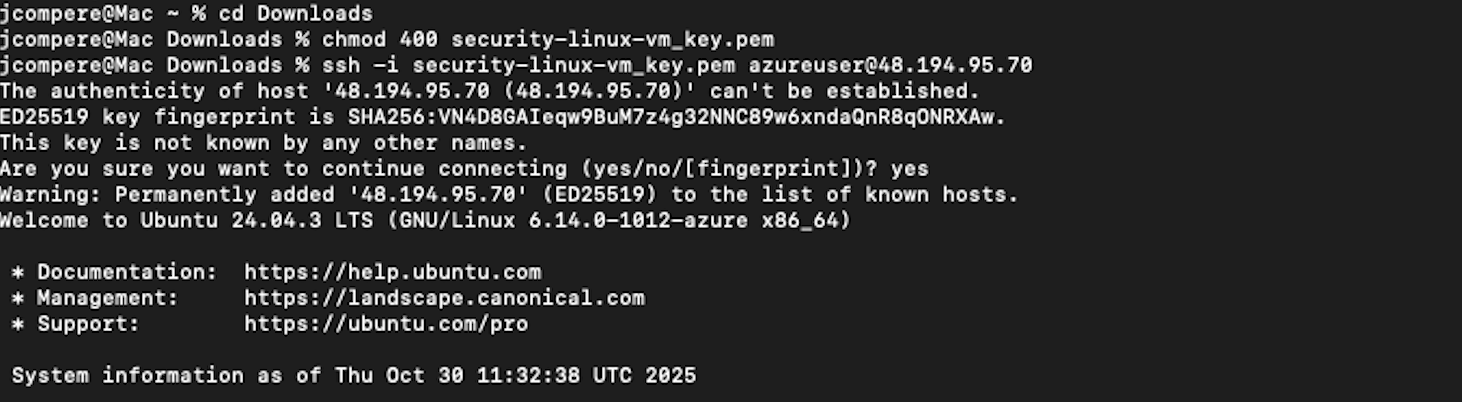 jcompere@Mac ~ % cd Downloads
jcompere@Mac Downloads % chmod 400 security-linux-vm_key.pem
jcompere@Mac Downloads % ssh -i security-linux-vm_key.pem azureuser@48.194.95.70
The authenticity of host '48.194.95.70 (48.194.95.70)' can't be established.
ED25519 key fingerprint is SHA256:VN4D8GAIeqw9BuM7z4g32NNC89w6xndaQnR8qONRXAw.
This key is not known by any other names.
Are you sure you want to continue connecting (yes/no/[fingerprint])? yes
Warning: Permanently added '48.194.95.70' (ED25519) to the list of known hosts.
Welcome to Ubuntu 24.04.3 LTS (GNU/Linux 6.14.0-1012-azure x86_64)

 * Documentation:  https://help.ubuntu.com
 * Management:     https://landscape.canonical.com
 * Support:        https://ubuntu.com/pro

 System information as of Thu Oct 30 11:32:38 UTC 2025